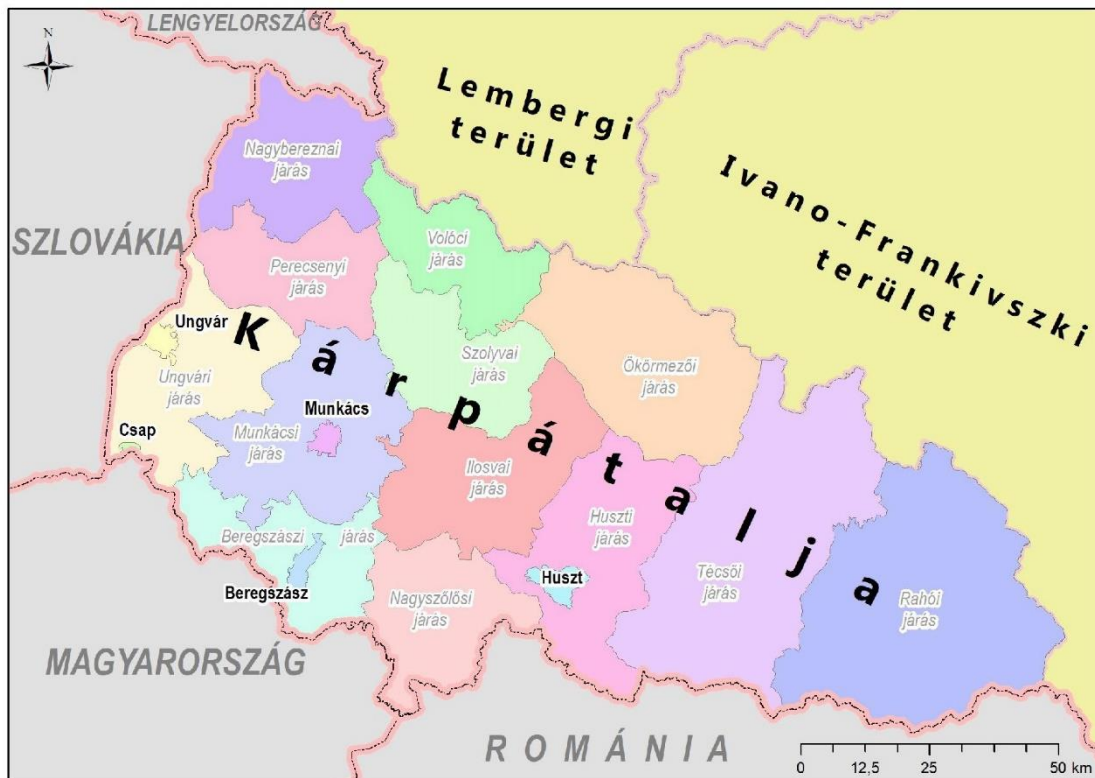 LENGYELORSZÁG
N
Lembergi
terület
Ivano-Frankivszki
terület
Nagybereznai
járás
SZLOVÁKIA
Volóci
járás
Perecsenyi
járás
Ungvár
Kárpátalja
Szolyvai
járás
Ökörmezői
járás
Ungvári
járás
Munkács
Csap
Munkácsi
járás
Ilosvai
járás
Huszti
járás
Beregszászi járás
Técsői
járás
Huszt
Beregszász
Nagyszőlősi
járás
Rahói
járás
MAGYARORSZÁG
ROMÁNIA
0 12,5 25 50 km